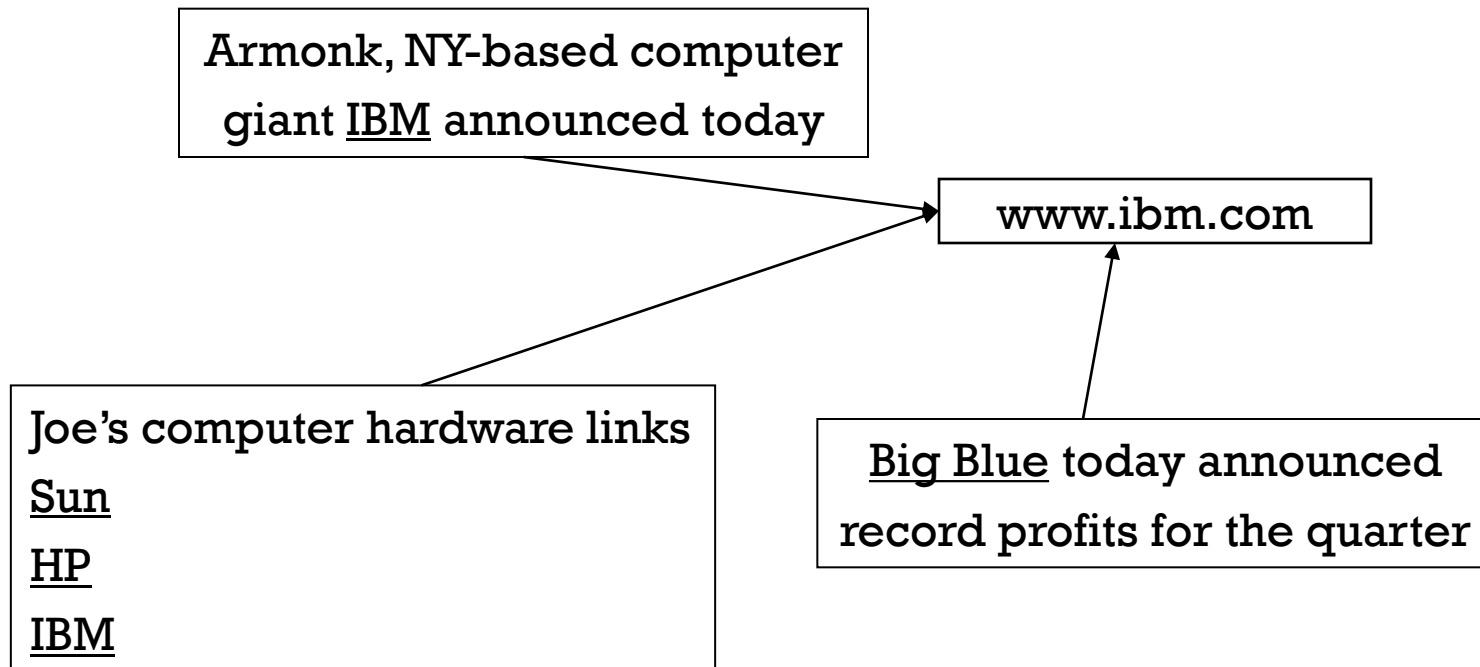 Armonk, NY-based computer
giant IBM announced today
www.ibm.com
Joe’s computer hardware links
Sun
HP
IBM
Big Blue today announced
record profits for the quarter